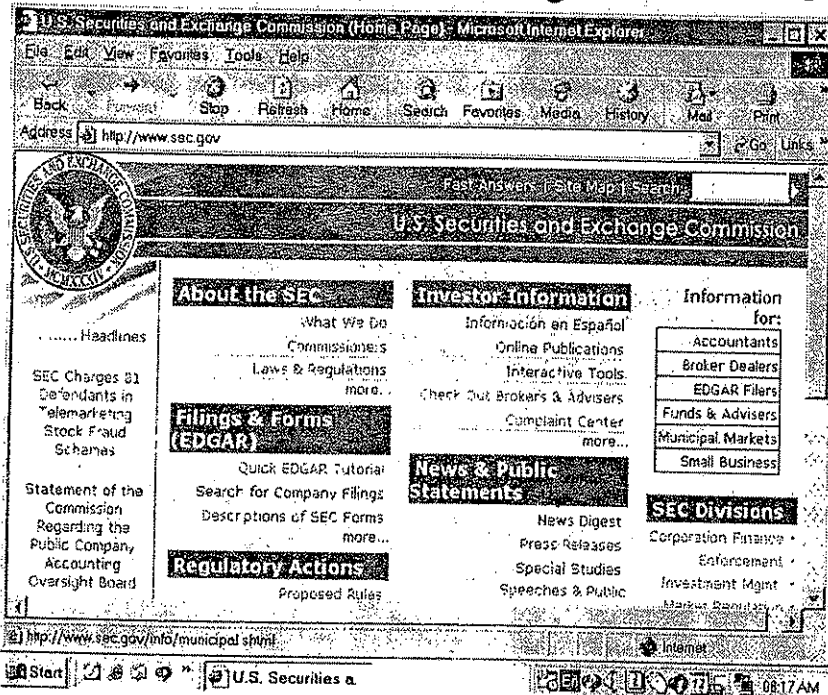 U.S. Securities and Exchange Commission (Home Page) - Microsoft Internet Explorer
File Edit View Favorites Tools Help
Back Forward Stop Refresh Home Search Favorites Media History Mail Print
Address http://www.sec.gov Go Links »
Fast Answers | Site Map | Search
U.S. Securities and Exchange Commission
U.S. SECURITIES AND EXCHANGE COMMISSION
MCMXXXIV
Headlines
SEC Charges 81
Defendants in
Telemarketing
Stock Fraud
Schemes
Statement of the
Commission
Regarding the
Public Company
Accounting
Oversight Board
About the SEC
What We Do
Commissioners
Laws & Regulations
more...
Filings & Forms
(EDGAR)
Quick EDGAR Tutorial
Search for Company Filings
Descriptions of SEC Forms
more...
Regulatory Actions
Proposed Rules
Investor Information
Información en Español
Online Publications
Interactive Tools
Check Out Brokers & Advisers
Complaint Center
more...
News & Public
Statements
News Digest
Press Releases
Special Studies
Speeches & Public
Information
for:
Accountants
Broker Dealers
EDGAR Filers
Funds & Advisers
Municipal Markets
Small Business
SEC Divisions
Corporation Finance
Enforcement
Investment Mgmt
Market Regulation
http://www.sec.gov/info/municipal.shtml Internet
Start U.S. Securities a. En 08:17 AM